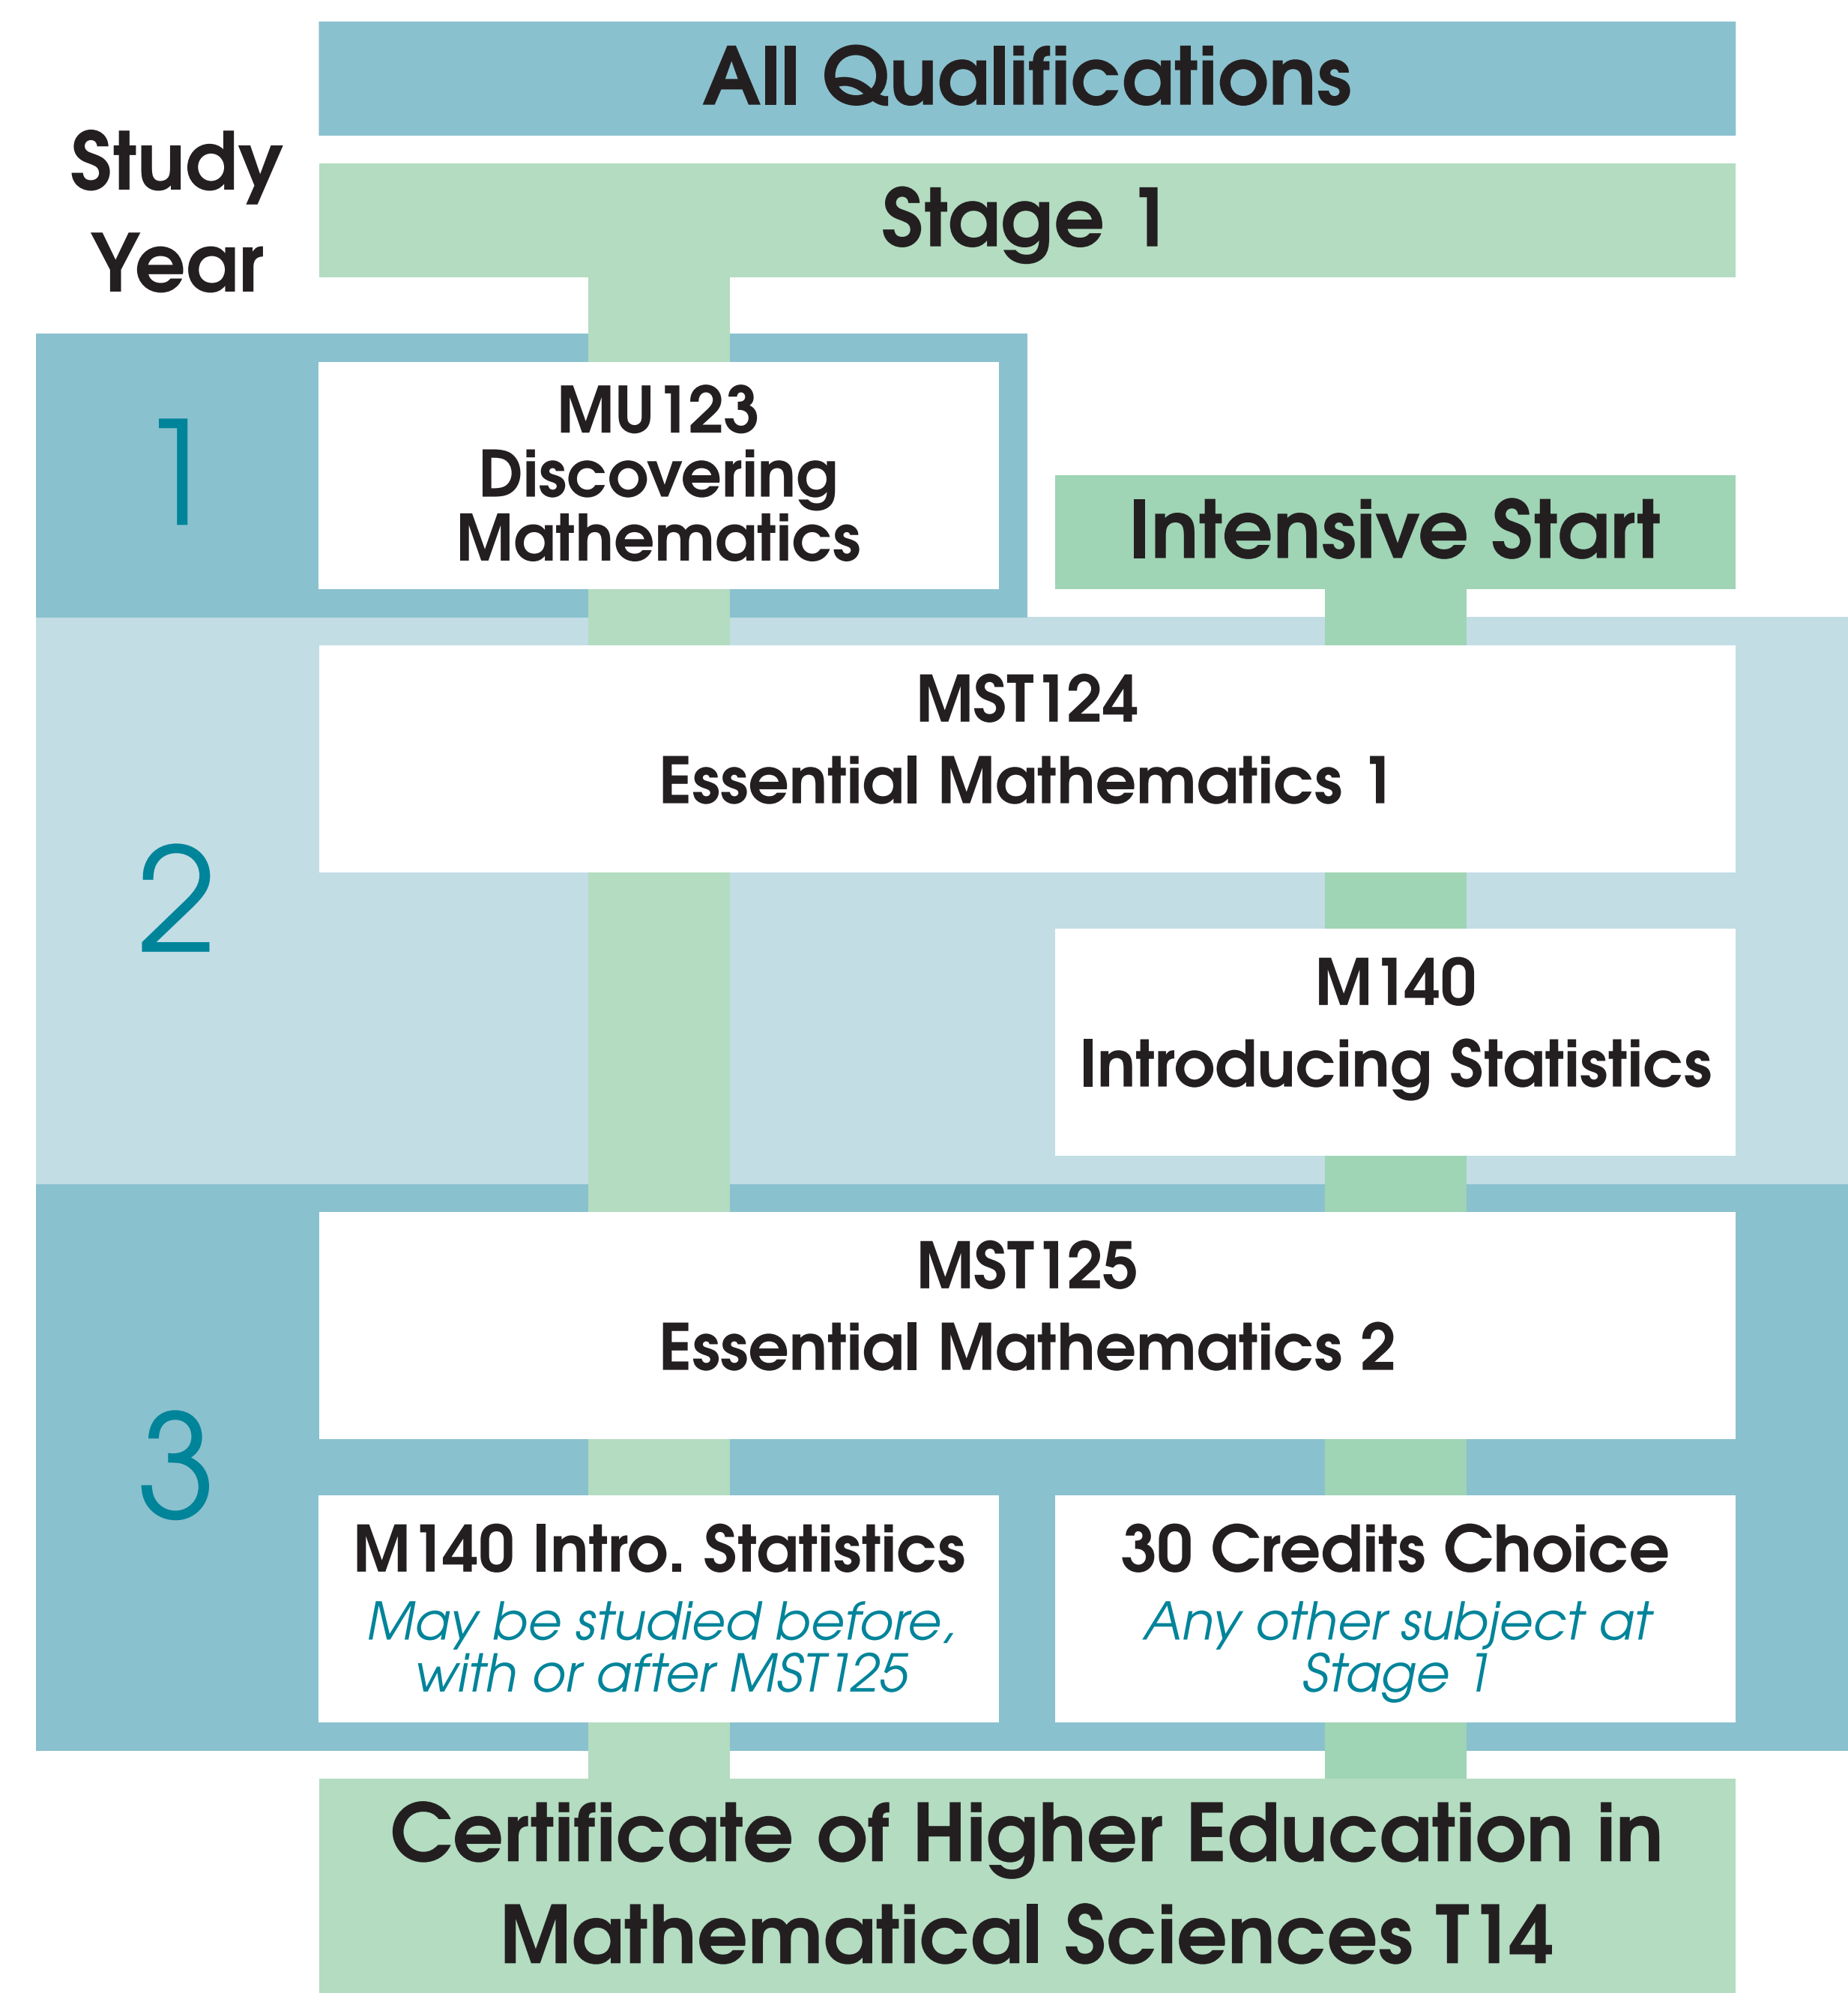 All Qualifications
Study
Year
Stage 1
1
MU123
Discovering
Mathematics
Intensive Start
2
MST124
Essential Mathematics 1
M140
Introducing Statistics
3
MST125
Essential Mathematics 2
M140 Intro. Statistics
May be studied before,
with or after MST125
30 Credits Choice
Any other subject at
Stage 1
Certificate of Higher Education in
Mathematical Sciences T14